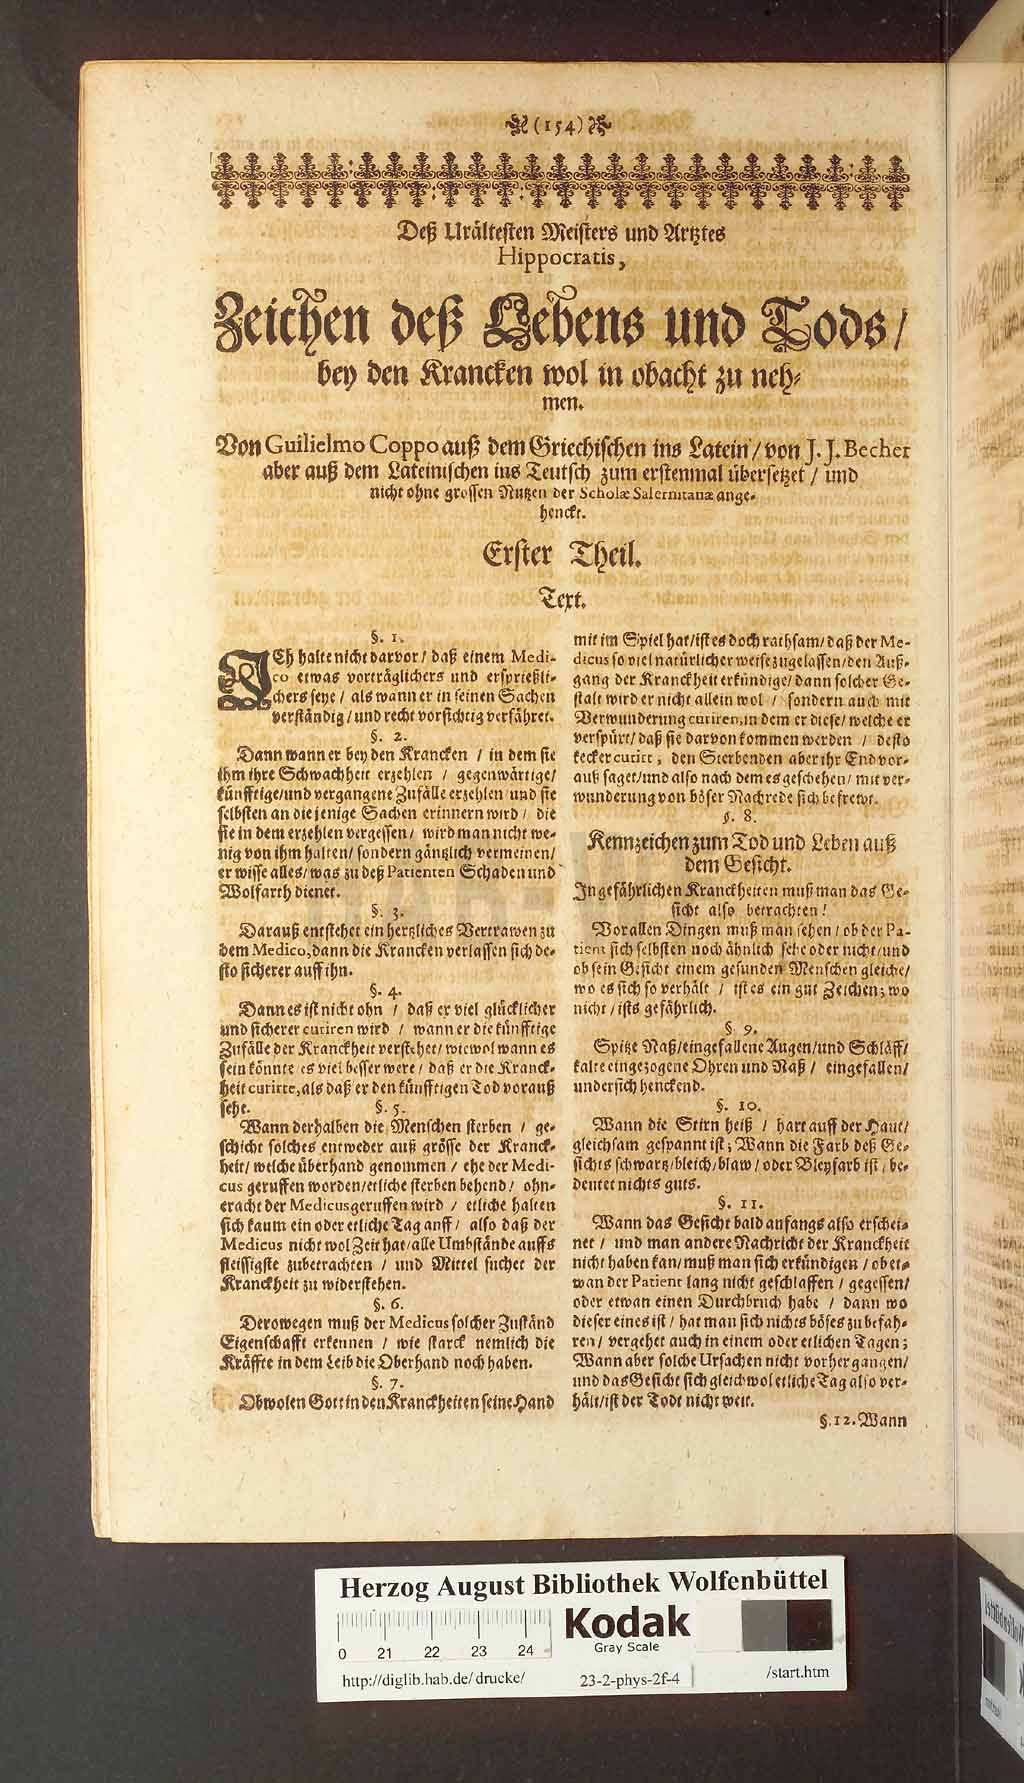 (154)
Deß Urältesten Meisters und Artztes
Hippocratis,
Zeichen deß Lebens und Tods /
bey den Krancken wol in obacht zu neh-
men.
Von Guilielmo Coppo auß dem Griechischen ins Latein / von J. J. Becher
aber auß dem Lateinischen ins Teutsch zum erstenmal übersetzet / und
nicht ohne grossen Nutzen der Scholæ Salernitanæ ange-
henckt.
Erster Theil.
Text.
§. 1.
ICh halte nicht darvor / daß einem Medi-
co etwas vorträglichers und ersprießli-
chers seye / als wann er in seinen Sachen
verständig / und recht vorsichtig verfähret.
§. 2.
Dann wann er bey den Krancken / in dem sie
ihm ihre Schwachheit erzehlen / gegenwärtige /
künfftige / und vergangene Zufälle erzehlen und sie
selbsten an die jenige Sachen erinnern wird / die
sie in dem erzehlen vergessen / wird man nicht we-
nig von ihm halten / sondern gäntzlich vermeinen /
er wisse alles / was zu deß Patienten Schaden und
Wolfarth dienet.
§. 3.
Darauß entstehet ein hertzliches Vertrawen zu
dem Medico, dann die Krancken verlassen sich de-
sto sicherer auff ihn.
§. 4.
Dann es ist nicht ohn / daß er viel glücklicher
und sicherer curiren wird / wann er die künfftige
Zufälle der Kranckheit verstehet / wiewol wann es
sein könnte es viel besser were / daß er die Kranck-
heit curirte, als daß er den künfftigen Tod vorauß
seht.
§. 5.
Wann derhalben die Menschen sterben / ge-
schicht solches entweder auß grösse der Kranck-
heit / welche überhand genommen / ehe der Medi-
cus geruffen worden / etliche sterben behend / ohn-
eracht der Medicus geruffen wird / etliche halten
sich kaum ein oder etliche Tag auff / also daß der
Medicus nicht wol Zeit hat / alle Umbstände auffs
fleissigste zubetrachten / und Mittel suchet der
Kranckheit zu widerstehen.
§. 6.
Derowegen muß der Medicus solcher Zuständ
Eigenschafft erkennen / wie starck nemlich die
Kräffte in dem Leib die Oberhand noch haben.
§. 7.
Obwolen Gott in den Kranckheiten seine Hand
mit im Spiel hat / ist es doch rathsam / daß der Me-
dicus so viel natürlicher weise zugelassen / den Auß-
gang der Kranckheit erkündige / dann solcher Ge-
stalt wird er nicht allein wol / sondern auch mit
Verwunderung curiren, in dem er diese / welche er
verspürt / daß sie darvon kommen werden / desto
kecker curirt, den Sterbenden aber ihr End vor-
auß saget / und also nach dem es geschehen / mit ver-
wunderung von böser Nachrede sich befreyet.
§. 8.
Kennzeichen zum Tod und Leben auß
dem Gesicht.
In gefährlichen Kranckheiten muß man das Ge-
sicht also betrachten!
Vor allen Dingen muß man sehen / ob der Pa-
tient sich selbsten noch ähnlich sehe oder nicht / und
ob sein Gesicht einem gesunden Menschen gleiche /
wo es sich so verhält / ist es ein gut Zeichen; wo
nicht / ists gefährlich.
§ 9.
Spitze Naß / eingefallene Augen / und Schläff /
kalte eingezogene Ohren und Naß / eingefallen /
undersich henckend.
§. 10.
Wann die Stirn heiß / hart auff der Haut /
gleichsam gespannt ist; Wann die Farb deß Ge-
sichts schwartz / bleich / blaw / oder Bleyfarb ist / be-
deutet nichts guts.
§. 11.
Wann das Gesicht bald anfangs also erschei-
net / und man andere Nachricht der Kranckheit
nicht haben kan / muß man sich erkündigen / ob et-
wan der Patient lang nicht geschlaffen / gegessen /
oder etwan einen Durchbruch habe / dann wo
dieser eines ist / hat man sich nichts böses zu befah-
ren / vergehet auch in einem oder etlichen Tagen;
Wann aber solche Ursachen nicht vorher gangen /
und das Gesicht sich gleichwol etliche Tag also ver-
hält / ist der Todt nicht weit.
§. 12. Wann
Herzog August Bibliothek Wolfenbüttel
Kodak
Gray Scale
0 21 22 23 24
http://diglib.hab.de/drucke/
23-2-phys-2f-4
/start.htm